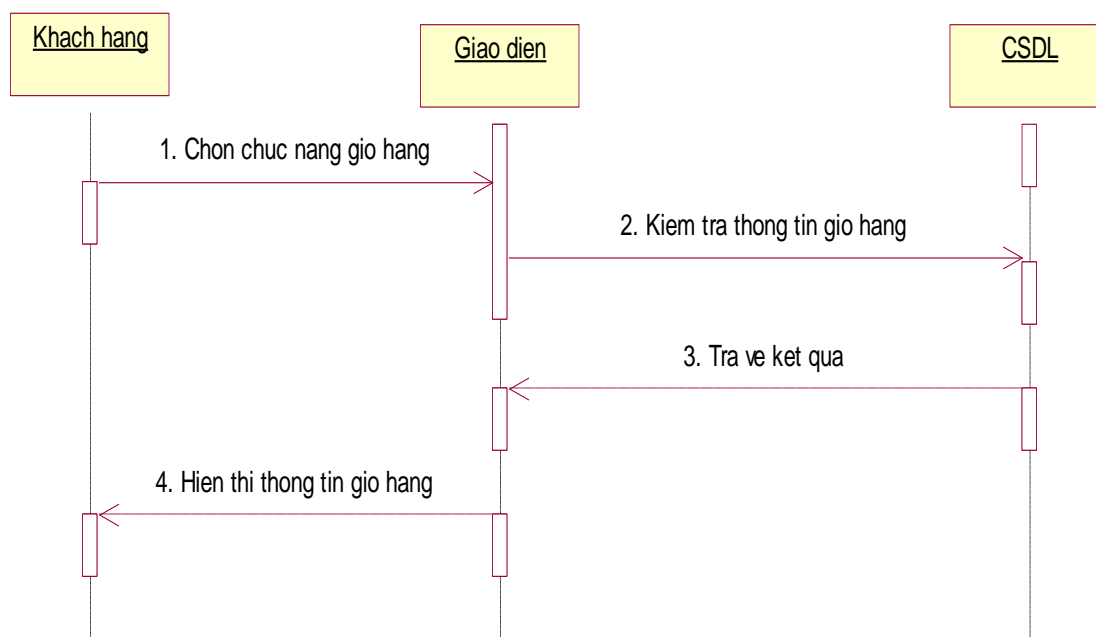 Khach hang
Giao dien
CSDL
1. Chon chuc nang gio hang
2. Kiem tra thong tin gio hang
3. Tra ve ket qua
4. Hien thi thong tin gio hang